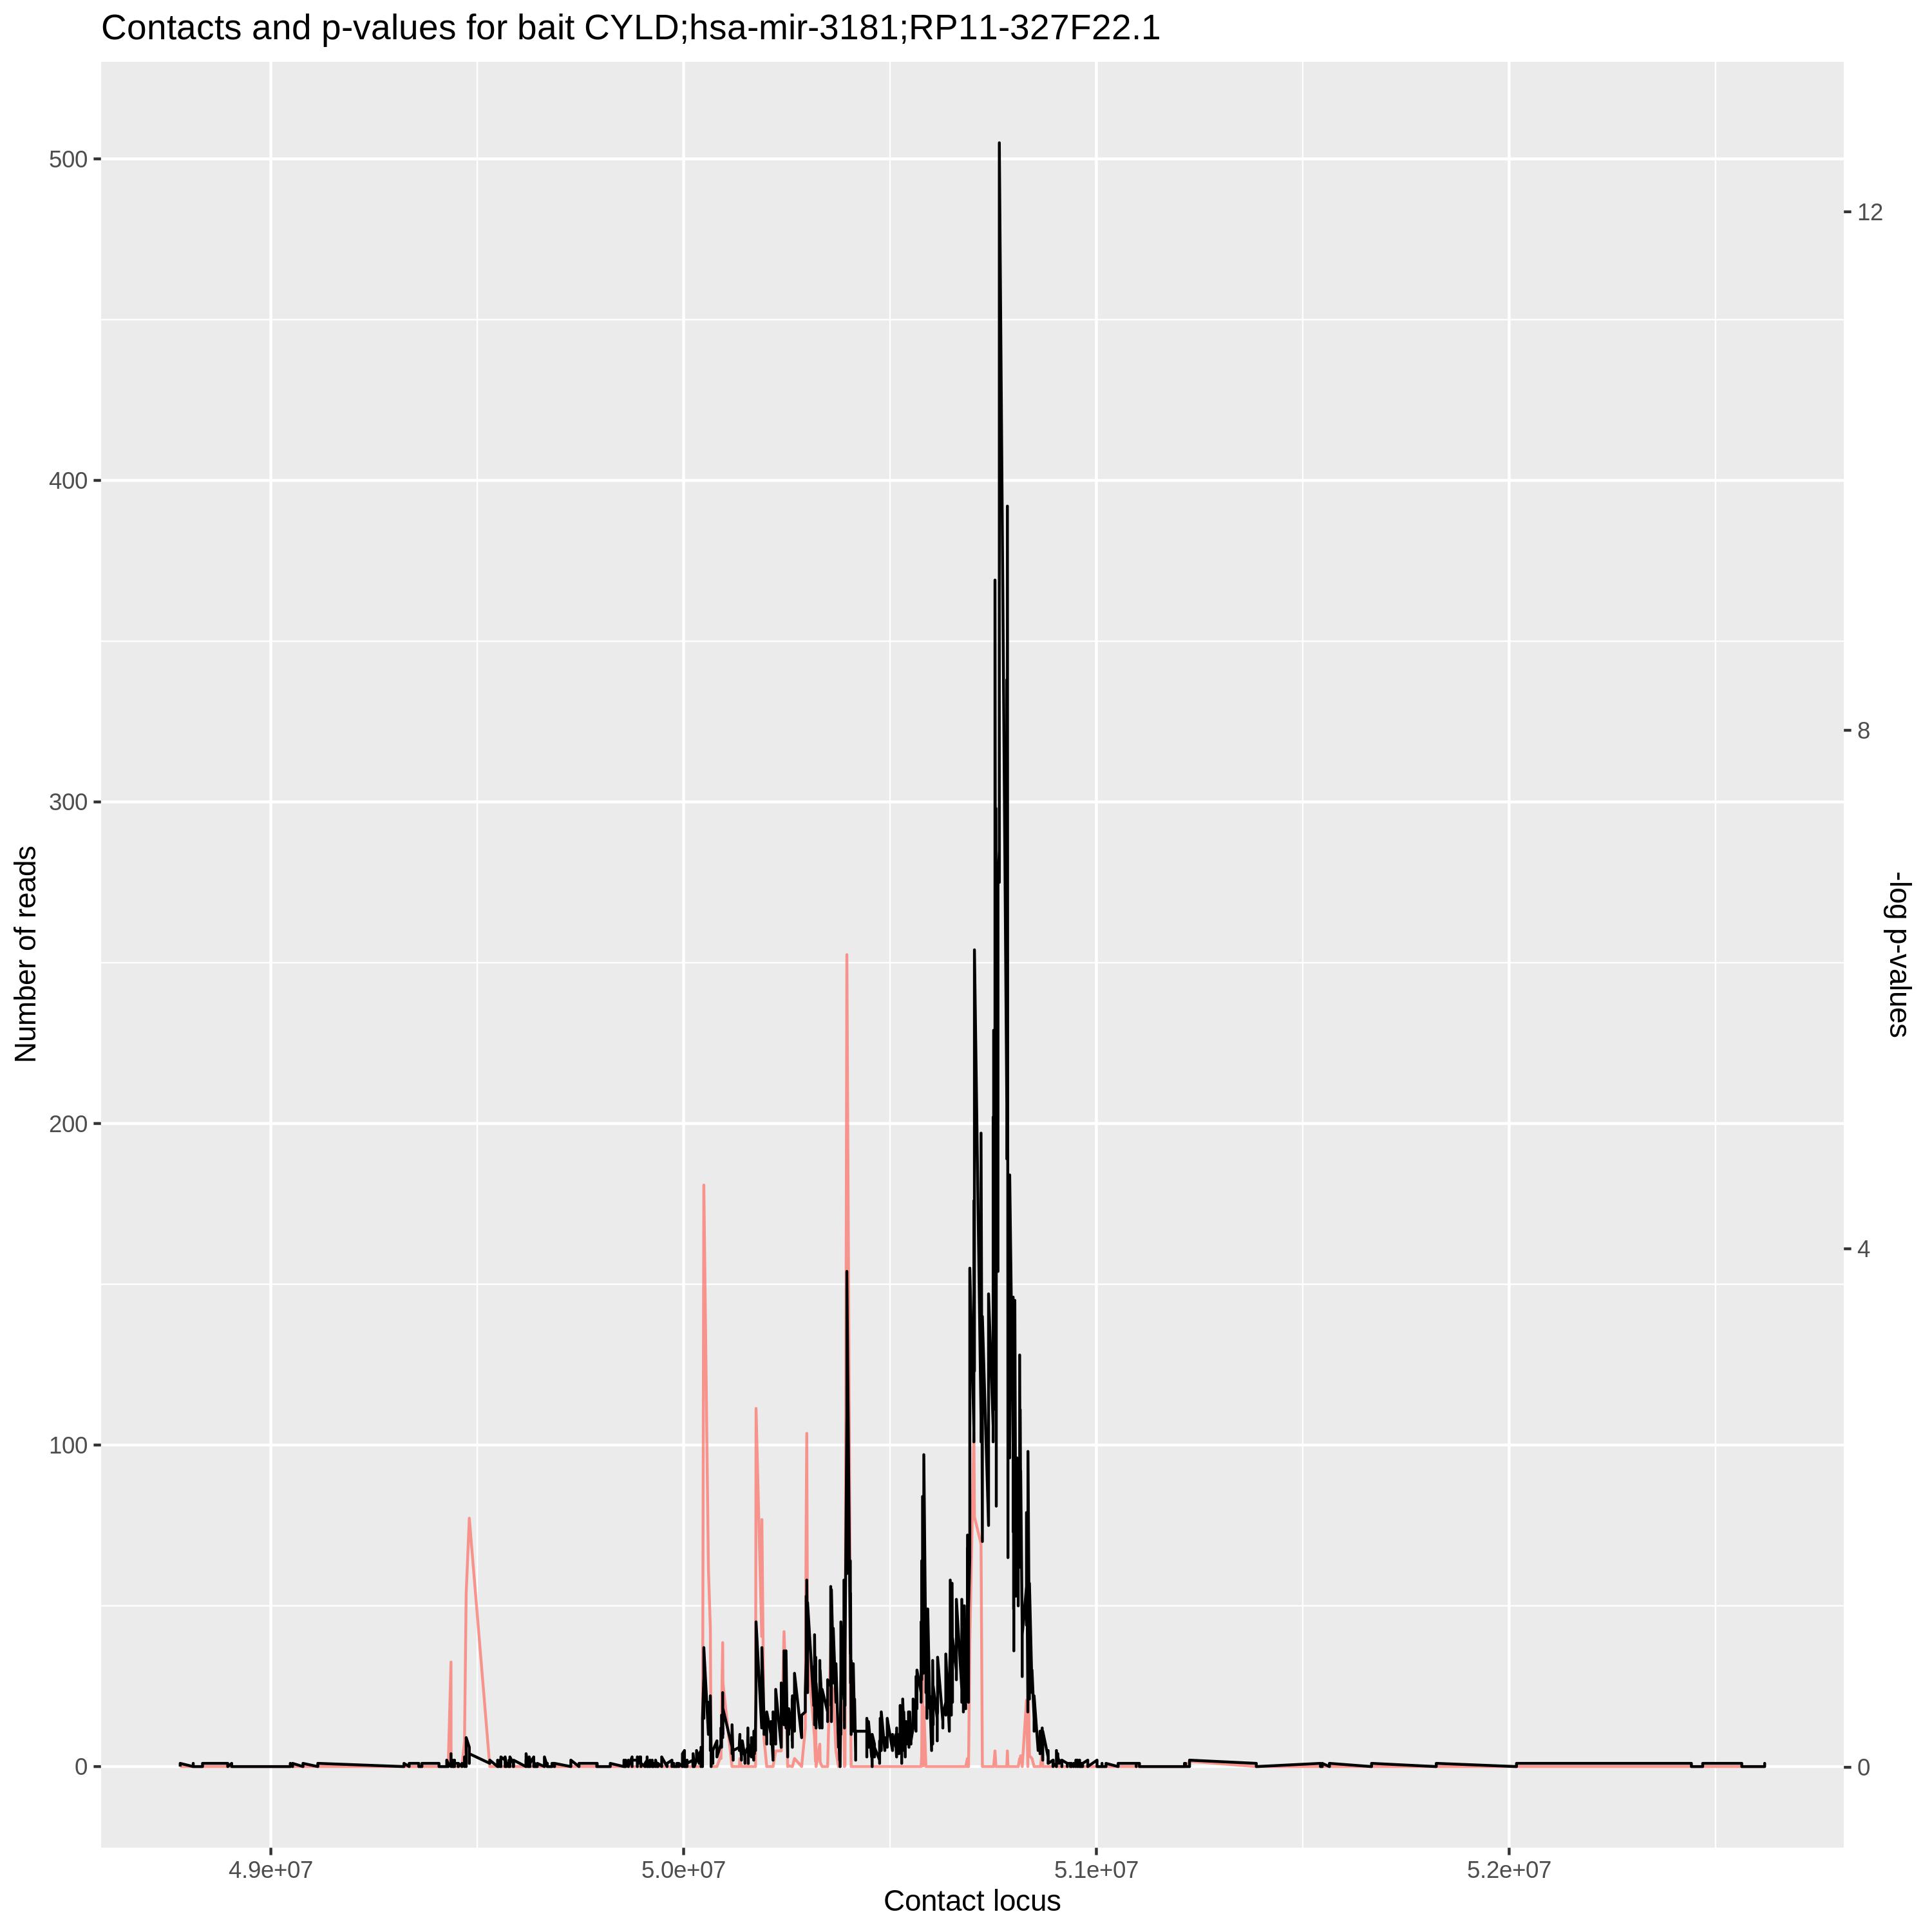 Contacts and p-values for bait CYLD;hsa-mir-3181;RP11-327F22.1
500
400
300
200
100
0
Number of reads
12
8
4
0
-log p-values
4.9e+07
5.0e+07
5.1e+07
5.2e+07
Contact locus